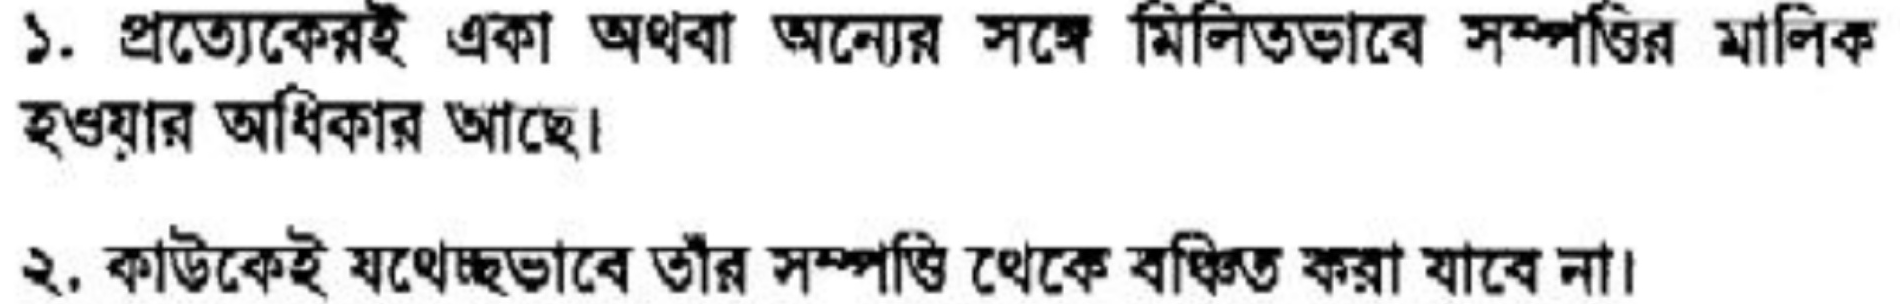 ১. প্রত্যেকেরই একা অথবা অন্যের সঙ্গে মিলিতভাবে সম্পত্তির মালিক
হওয়ার অধিকার আছে।
২. কাউকেই যথেচ্ছভাবে তাঁর সম্পত্তি থেকে বঞ্চিত করা যাবে না।